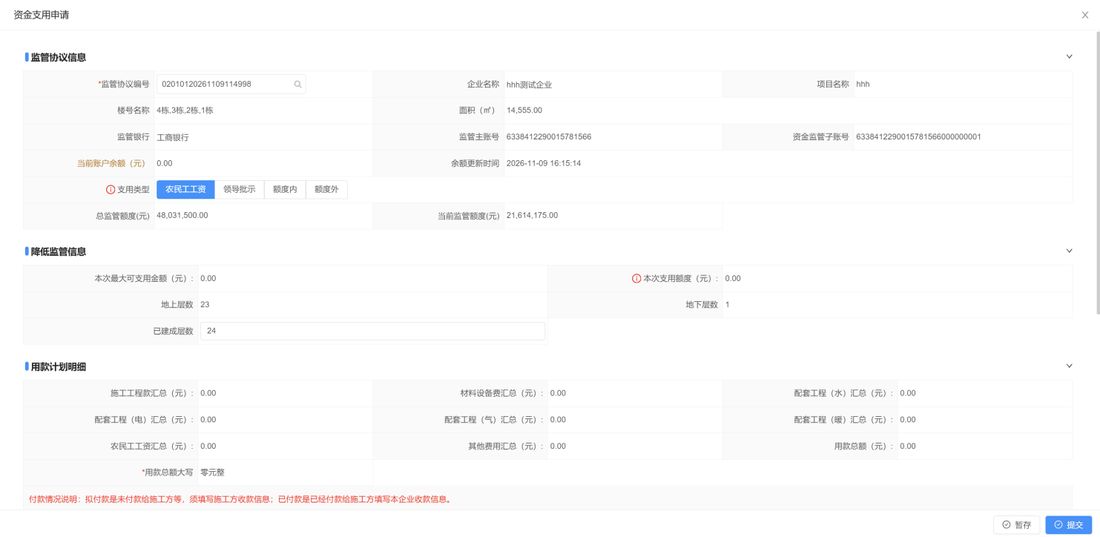 资金支用申请
监管协议信息
*监管协议编号 02010120261109114998 企业名称 hhh测试企业 项目名称 hhh
楼号名称 4栋,3栋,2栋,1栋 面积（㎡） 14,555.00
监管银行 工商银行 监管主账号 6338412290015781566 资金监管子账号 6338412290015781566000000001
当前账户余额（元） 0.00 余额更新时间 2026-11-09 16:15:14
支用类型 农民工工资 领导批示 额度内 额度外
总监管额度(元) 48,031,500.00 当前监管额度(元) 21,614,175.00
降低监管信息
本次最大可支用金额（元）: 0.00 本次支用额度（元）: 0.00
地上层数 23 地下层数 1
已建成层数 24
用款计划明细
施工工程款汇总（元）: 0.00 材料设备费汇总（元）: 0.00 配套工程（水）汇总（元）: 0.00
配套工程（电）汇总（元）: 0.00 配套工程（气）汇总（元）: 0.00 配套工程（暖）汇总（元）: 0.00
农民工工资汇总（元）: 0.00 其他费用汇总（元）: 0.00 用款总额（元）: 0.00
*用款总额大写 零元整
付款情况说明：拟付款是未付款给施工方等，须填写施工方收款信息；已付款是已经付款给施工方填写本企业收款信息。
暂存 提交